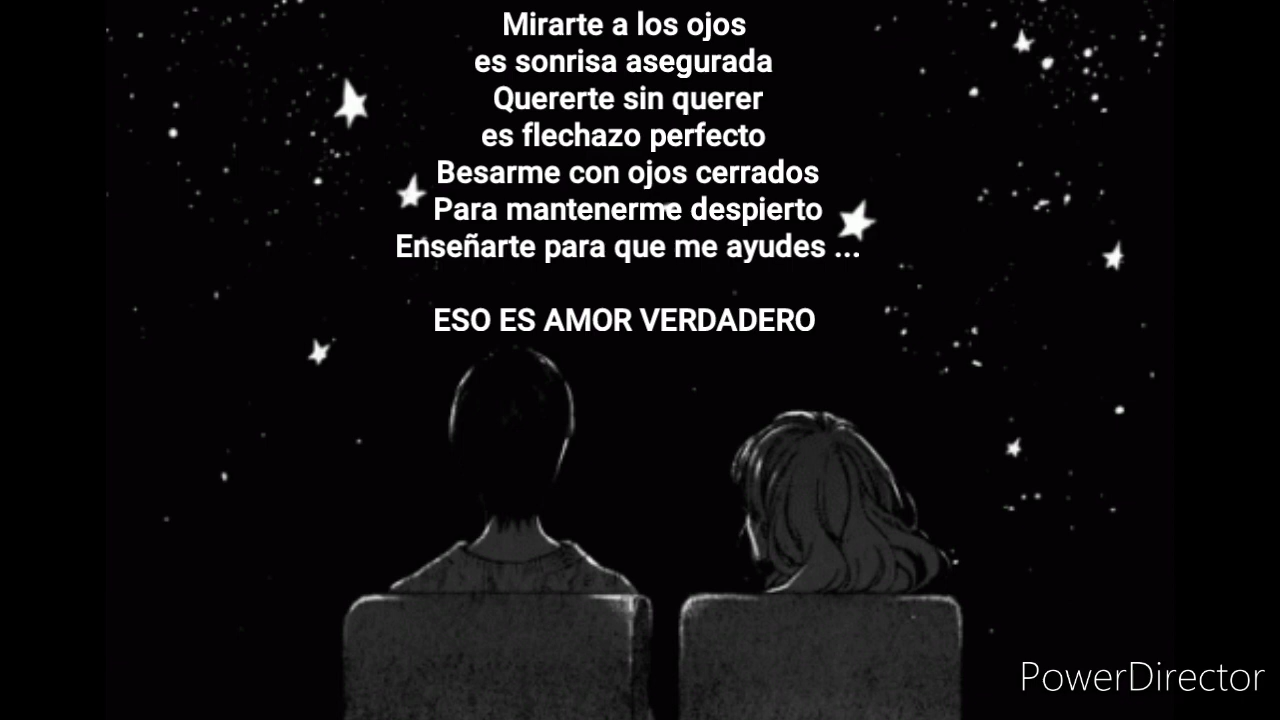 Mirarte a los ojos
es sonrisa asegurada
Quererte sin querer
es flechazo perfecto
Besarme con ojos cerrados
Para mantenerme despierto
Enseñarte para que me ayudes ...
ESO ES AMOR VERDADERO
PowerDirector